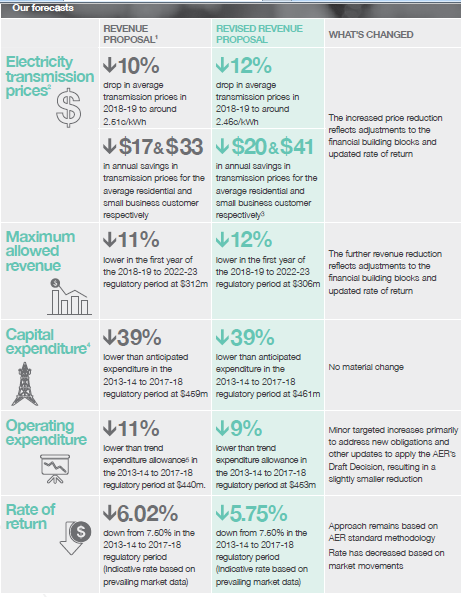 Our forecasts
REVENUE
PROPOSAL¹
REVISED REVENUE
PROPOSAL
WHAT'S CHANGED
Electricity
transmission
prices²
$
↓10%
drop in average
transmission prices in
2018-19 to around
2.51c/kWh
↓12%
drop in average
transmission prices in
2018-19 to around
2.46c/kWh
↓$17&$33
in annual savings in
transmission prices for the
average residential and
small business customer
respectively
↓$20&$41
in annual savings in
transmission prices for the
average residential and
small business customer
respectively³
The increased price reduction
reflects adjustments to the
financial building blocks and
updated rate of return
Maximum
allowed
revenue
$
↓11%
lower in the first year of
the 2018-19 to 2022-23
regulatory period at $312m
↓12%
lower in the first year of
the 2018-19 to 2022-23
regulatory period at $306m
The further revenue reduction
reflects adjustments to the
financial building blocks and
updated rate of return
Capital
expenditure⁴
↓39%
lower than anticipated
expenditure in the
2013-14 to 2017-18
regulatory period at $459m
↓39%
lower than anticipated
expenditure in the
2013-14 to 2017-18
regulatory period at $461m
No material change
Operating
expenditure
↓11%
lower than trend
expenditure allowance⁵ in
the 2013-14 to 2017-18
regulatory period at $440m.
↓9%
lower than trend
expenditure allowance in
the 2013-14 to 2017-18
regulatory period at $453m
Minor targeted increases primarily
to address new obligations and
other updates to apply the AER's
Draft Decision, resulting in a
slightly smaller reduction
Rate of
return
$
↓6.02%
down from 7.50% in the
2013-14 to 2017-18
regulatory period
(indicative rate based on
prevailing market data)
↓5.75%
down from 7.50% in the
2013-14 to 2017-18
regulatory period
(indicative rate based on
prevailing market data)
Approach remains based on
AER standard methodology
Rate has decreased based on
market movements